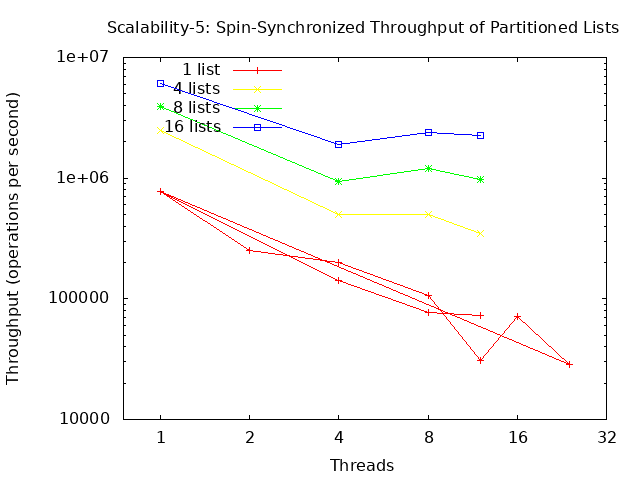 Scalability-5: Spin-Synchronized Throughput of Partitioned Lists
1e+07
1e+06
100000
10000
Throughput (operations per second)
1 list
4 lists
8 lists
16 lists
1 2 4 8 16 32
Threads